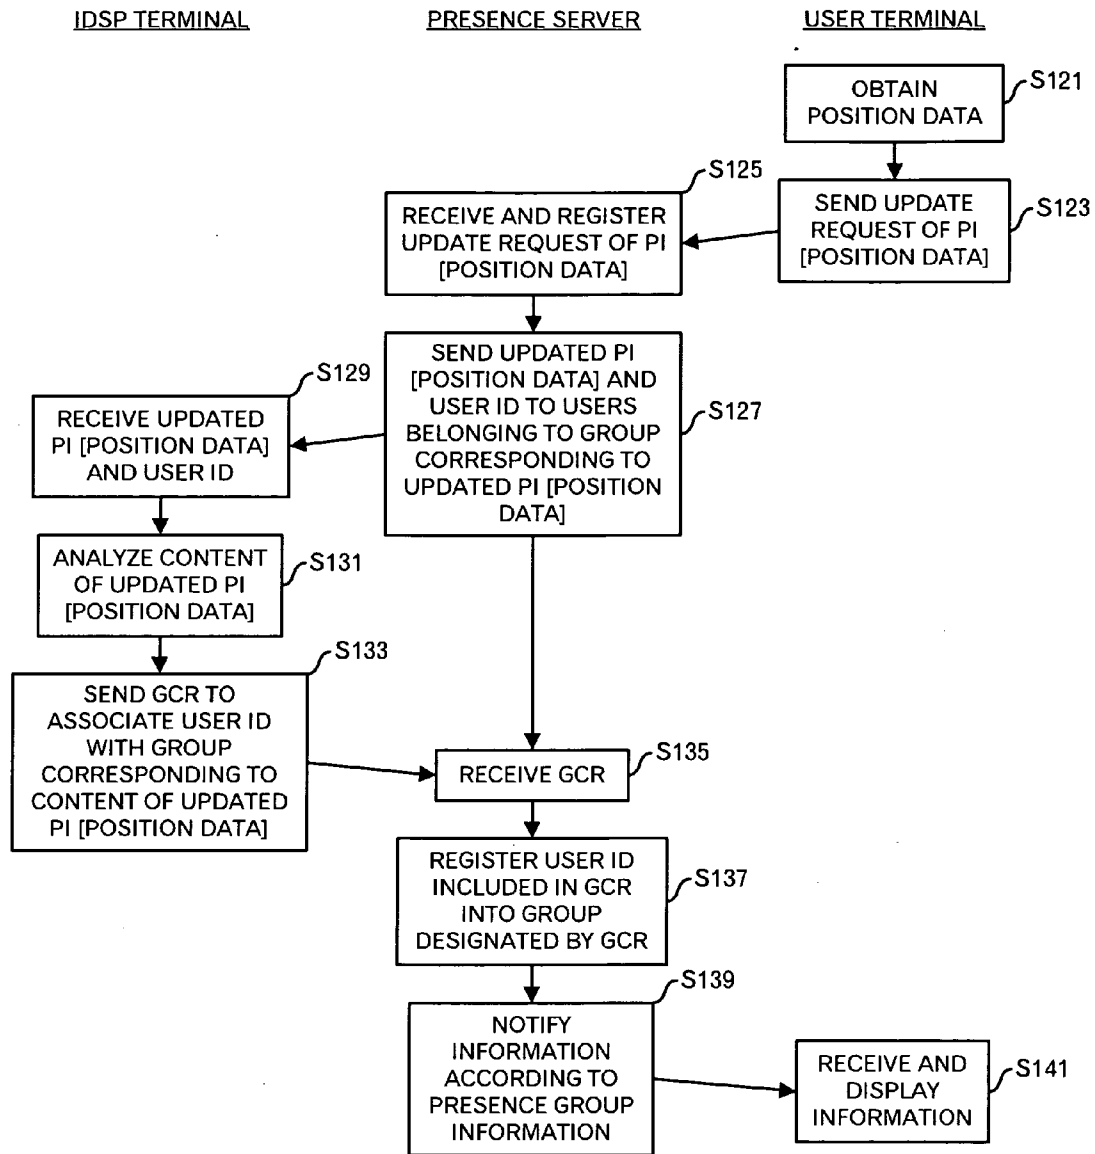 IDSP TERMINAL
PRESENCE SERVER
USER TERMINAL
S121
OBTAIN
POSITION DATA
S123
SEND UPDATE
REQUEST OF PI
[POSITION DATA]
S125
RECEIVE AND REGISTER
UPDATE REQUEST OF PI
[POSITION DATA]
S127
SEND UPDATED PI
[POSITION DATA] AND
USER ID TO USERS
BELONGING TO GROUP
CORRESPONDING TO
UPDATED PI [POSITION
DATA]
S129
RECEIVE UPDATED
PI [POSITION DATA]
AND USER ID
S131
ANALYZE CONTENT
OF UPDATED PI
[POSITION DATA]
S133
SEND GCR TO
ASSOCIATE USER ID
WITH GROUP
CORRESPONDING TO
CONTENT OF UPDATED
PI [POSITION DATA]
S135
RECEIVE GCR
S137
REGISTER USER ID
INCLUDED IN GCR
INTO GROUP
DESIGNATED BY GCR
S139
NOTIFY
INFORMATION
ACCORDING TO
PRESENCE GROUP
INFORMATION
S141
RECEIVE AND
DISPLAY
INFORMATION